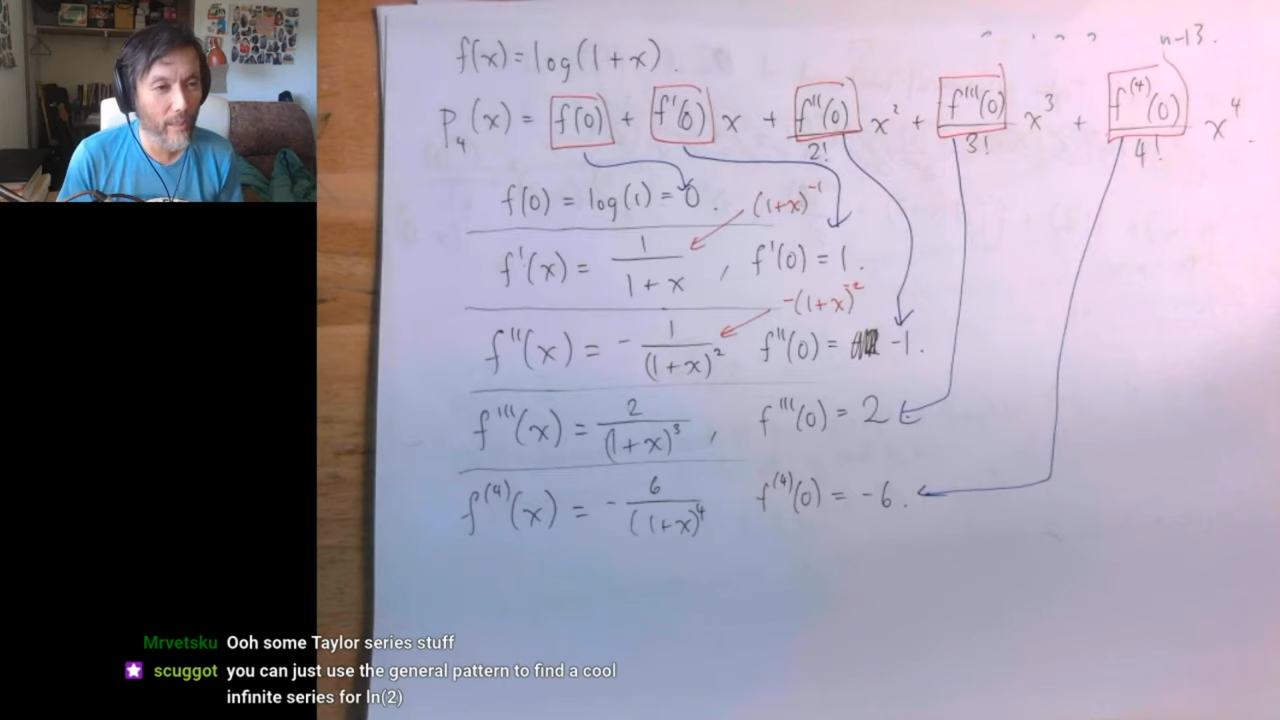 n-13.
f(x) = log(1+x).
P₄(x) = f(0) + f'(0) x + f''(0)/2! x² + f'''(0)/3! x³ + f⁽⁴⁾(0)/4! x⁴.
f(0) = log(1) = 0.
(1+x)⁻¹
f'(x) = 1/(1+x), f'(0) = 1.
-(1+x)⁻²
f''(x) = - 1/(1+x)² f''(0) = -1.
f'''(x) = 2/(1+x)³, f'''(0) = 2
f⁽⁴⁾(x) = - 6/(1+x)⁴ f⁽⁴⁾(0) = -6.
Mrvetsku Ooh some Taylor series stuff
scuggot you can just use the general pattern to find a cool
infinite series for ln(2)